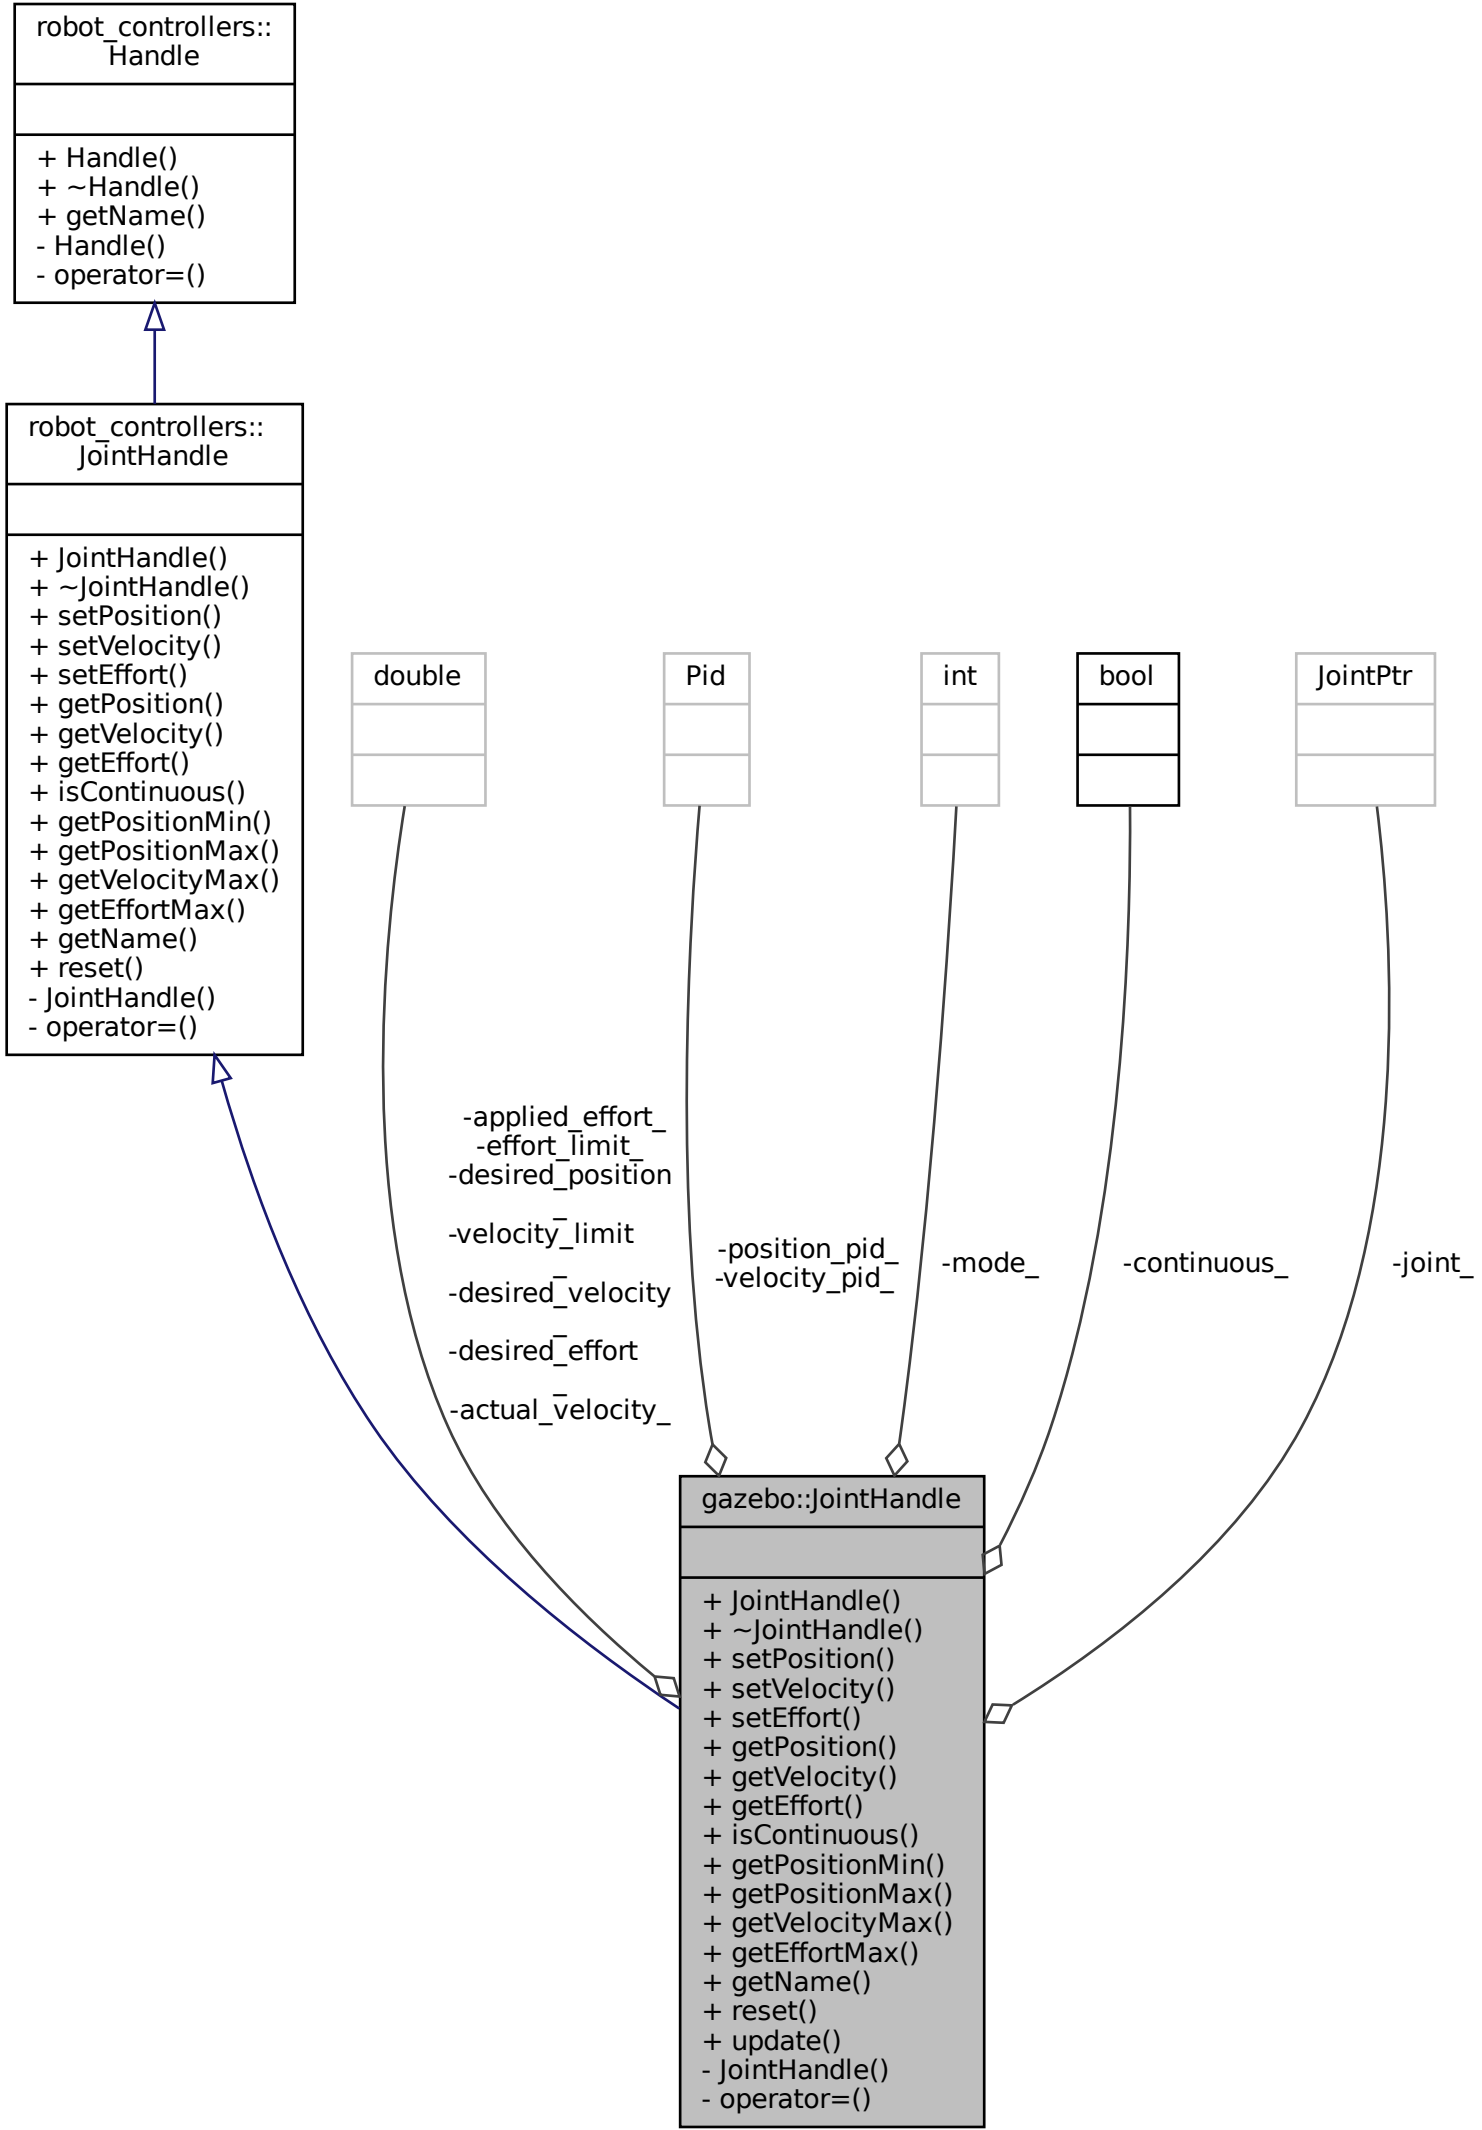 robot_controllers::
Handle
+ Handle()
+ ~Handle()
+ getName()
- Handle()
- operator=()
robot_controllers::
JointHandle
+ JointHandle()
+ ~JointHandle()
+ setPosition()
+ setVelocity()
+ setEffort()
+ getPosition()
+ getVelocity()
+ getEffort()
+ isContinuous()
+ getPositionMin()
+ getPositionMax()
+ getVelocityMax()
+ getEffortMax()
+ getName()
+ reset()
- JointHandle()
- operator=()
double
Pid
int
bool
JointPtr
-applied_effort_
-effort_limit_
-desired_position
_
-velocity_limit
_
-desired_velocity
_
-desired_effort
_
-actual_velocity_
-position_pid_
-velocity_pid_
-mode_
-continuous_
-joint_
gazebo::JointHandle
+ JointHandle()
+ ~JointHandle()
+ setPosition()
+ setVelocity()
+ setEffort()
+ getPosition()
+ getVelocity()
+ getEffort()
+ isContinuous()
+ getPositionMin()
+ getPositionMax()
+ getVelocityMax()
+ getEffortMax()
+ getName()
+ reset()
+ update()
- JointHandle()
- operator=()